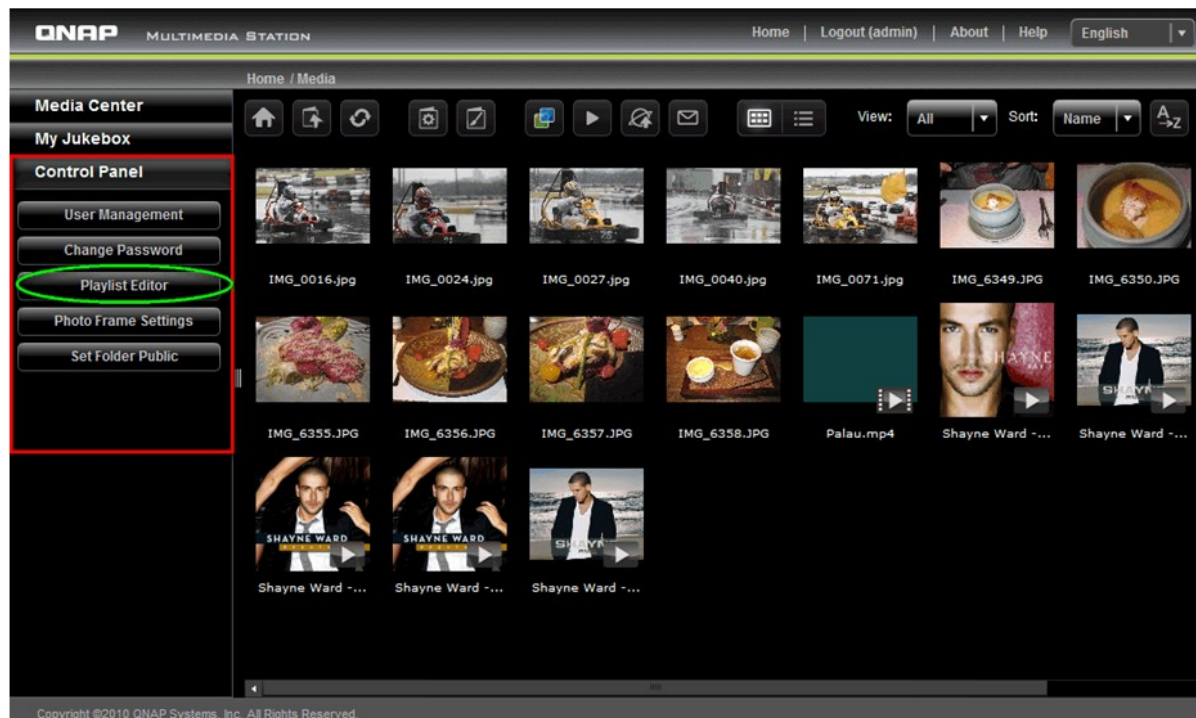 QNAP MULTIMEDIA STATION
Home | Logout (admin) | About | Help English
Home / Media
Media Center
My Jukebox
Control Panel
User Management
Change Password
Playlist Editor
Photo Frame Settings
Set Folder Public
View: All Sort: Name A Z
IMG_0016.jpg IMG_0024.jpg IMG_0027.jpg IMG_0040.jpg IMG_0071.jpg IMG_6349.JPG IMG_6350.JPG
SHAYNE
IMG_6355.JPG IMG_6356.JPG IMG_6357.JPG IMG_6358.JPG Palau.mp4 Shayne Ward -... Shayne Ward -...
SHAYNE WARD SHAYNE WARD
Shayne Ward -... Shayne Ward -... Shayne Ward -...
Copyright ©2010 QNAP Systems, Inc. All Rights Reserved.